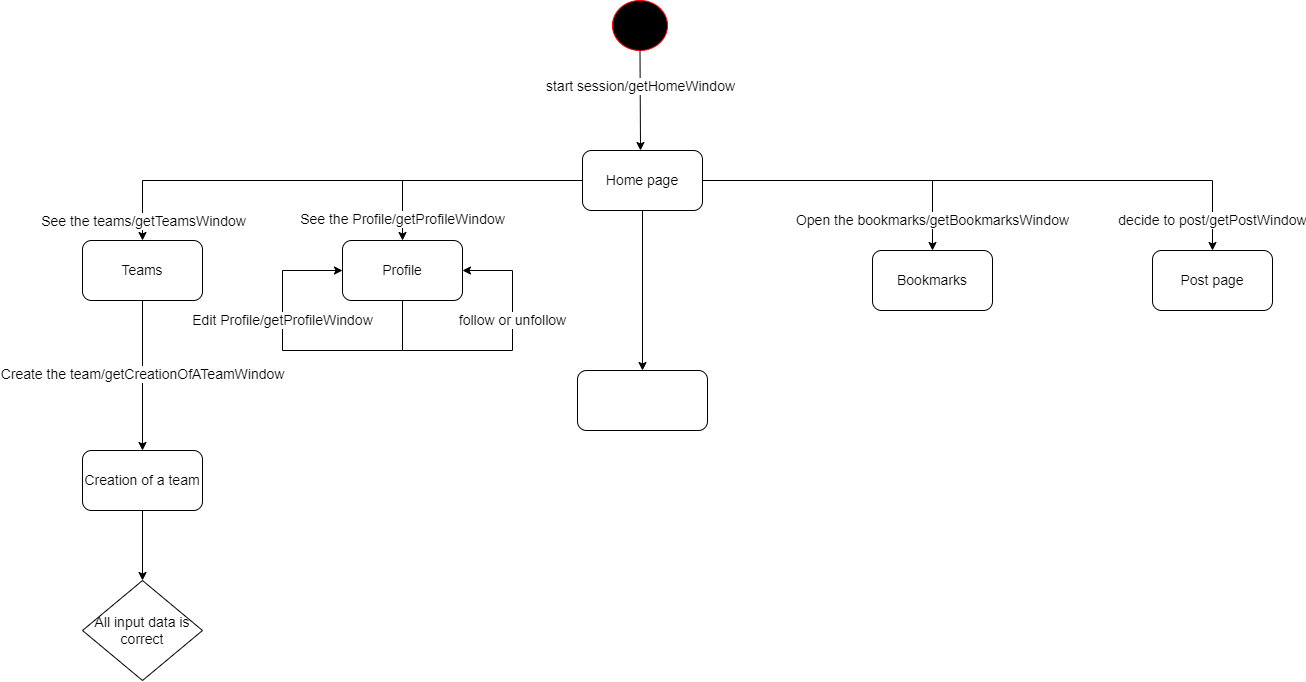 start session/getHomeWindow
Home page
See the teams/getTeamsWindow
See the Profile/getProfileWindow
Open the bookmarks/getBookmarksWindow
decide to post/getPostWindow
Teams
Profile
Bookmarks
Post page
Edit Profile/getProfileWindow
follow or unfollow
Create the team/getCreationOfATeamWindow
Creation of a team
All input data is
correct